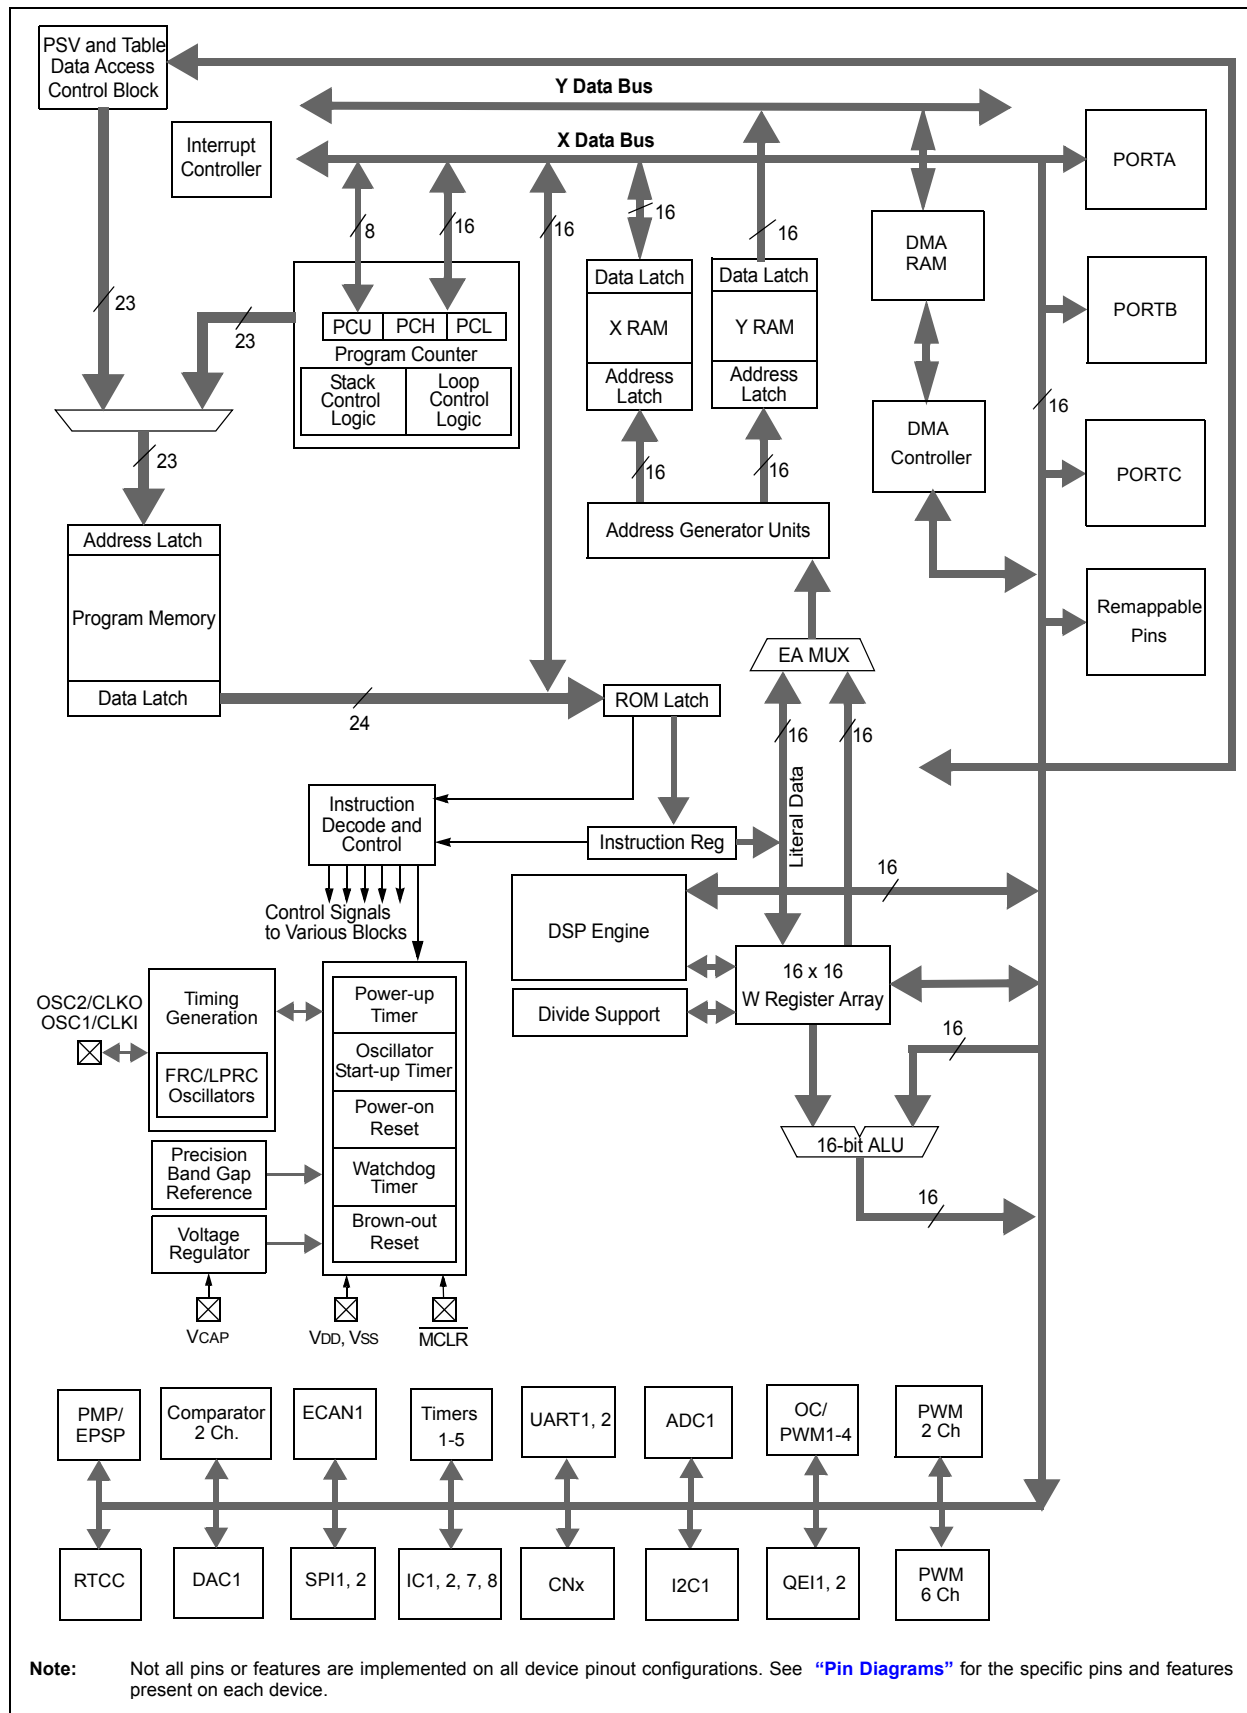 PSV and Table
Data Access
Control Block
Y Data Bus
Interrupt
Controller
X Data Bus
PORTA
8
16
16
16
16
DMA
RAM
23
23
Data Latch
X RAM
Address
Latch
Data Latch
Y RAM
Address
Latch
PORTB
PCU
PCH
PCL
Program Counter
Stack
Control
Logic
Loop
Control
Logic
16
DMA
Controller
PORTC
23
16
16
Address Latch
Program Memory
Data Latch
Address Generator Units
Remappable
Pins
EA MUX
24
ROM Latch
16
16
Literal Data
Instruction
Decode and
Control
Instruction Reg
16
Control Signals
to Various Blocks
DSP Engine
16 x 16
W Register Array
Divide Support
OSC2/CLKO
OSC1/CLKI
Timing
Generation
FRC/LPRC
Oscillators
Power-up
Timer
Oscillator
Start-up Timer
Power-on
Reset
Watchdog
Timer
Brown-out
Reset
16
16-bit ALU
16
Precision
Band Gap
Reference
Voltage
Regulator
VCAP
VDD, VSS
MCLR
PMP/
EPSP
Comparator
2 Ch.
ECAN1
Timers
1-5
UART1, 2
ADC1
OC/
PWM1-4
PWM
2 Ch
RTCC
DAC1
SPI1, 2
IC1, 2, 7, 8
CNx
I2C1
QEI1, 2
PWM
6 Ch
Note: Not all pins or features are implemented on all device pinout configurations. See “Pin Diagrams” for the specific pins and features
present on each device.